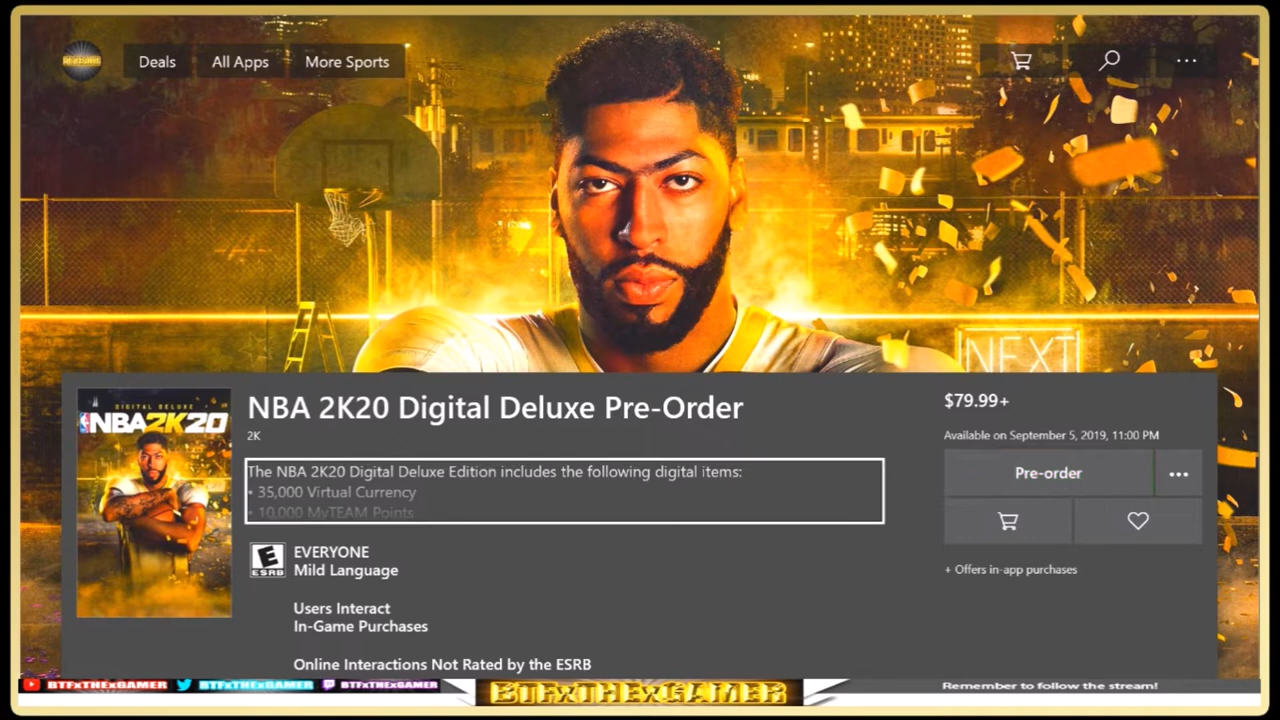 Deals
All Apps
More Sports
NEXT
DIGITAL DELUXE
NBA 2K20
NBA 2K20 Digital Deluxe Pre-Order
2K
The NBA 2K20 Digital Deluxe Edition includes the following digital items:
• 35,000 Virtual Currency
• 10,000 MyTEAM Points
E
ESRB
EVERYONE
Mild Language
Users Interact
In-Game Purchases
Online Interactions Not Rated by the ESRB
$79.99+
Available on September 5, 2019, 11:00 PM
Pre-order
+ Offers in-app purchases
BTFxTHExGAMER
BTFxTHExGAMER
BTFxTHExGAMER
BTFxTHExGAMER
Remember to follow the stream!